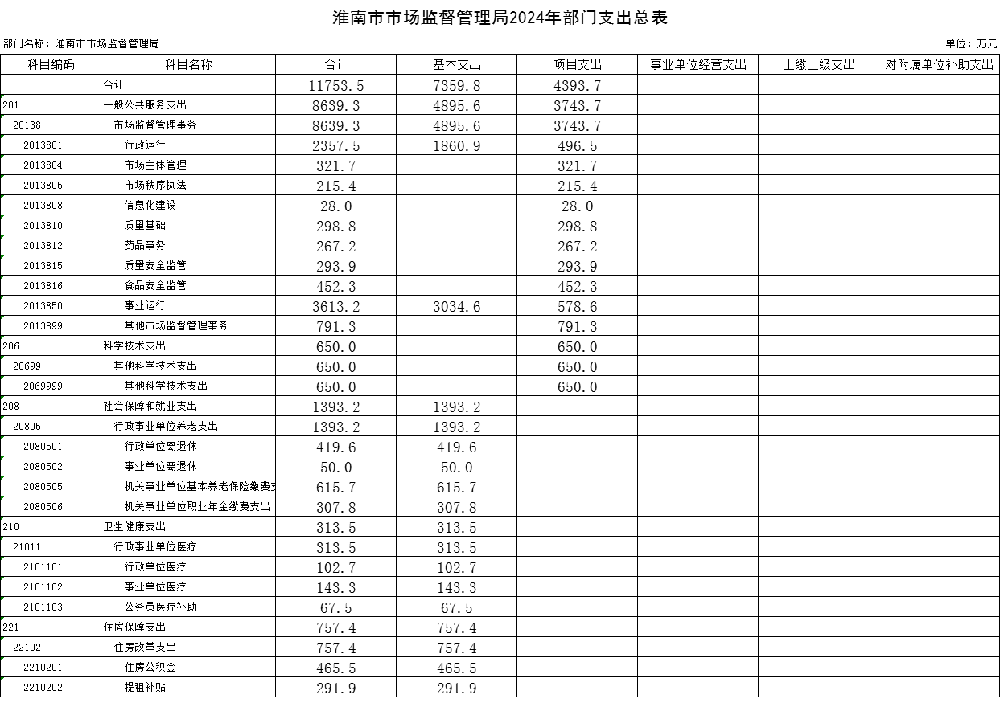 淮南市市场监督管理局2024年部门支出总表
部门名称：淮南市市场监督管理局 单位：万元
科目编码 科目名称 合计 基本支出 项目支出 事业单位经营支出 上缴上级支出 对附属单位补助支出
合计 11753.5 7359.8 4393.7
201 一般公共服务支出 8639.3 4895.6 3743.7
20138 市场监督管理事务 8639.3 4895.6 3743.7
2013801 行政运行 2357.5 1860.9 496.5
2013804 市场主体管理 321.7 321.7
2013805 市场秩序执法 215.4 215.4
2013808 信息化建设 28.0 28.0
2013810 质量基础 298.8 298.8
2013812 药品事务 267.2 267.2
2013815 质量安全监管 293.9 293.9
2013816 食品安全监管 452.3 452.3
2013850 事业运行 3613.2 3034.6 578.6
2013899 其他市场监督管理事务 791.3 791.3
206 科学技术支出 650.0 650.0
20699 其他科学技术支出 650.0 650.0
2069999 其他科学技术支出 650.0 650.0
208 社会保障和就业支出 1393.2 1393.2
20805 行政事业单位养老支出 1393.2 1393.2
2080501 行政单位离退休 419.6 419.6
2080502 事业单位离退休 50.0 50.0
2080505 机关事业单位基本养老保险缴费支 615.7 615.7
2080506 机关事业单位职业年金缴费支出 307.8 307.8
210 卫生健康支出 313.5 313.5
21011 行政事业单位医疗 313.5 313.5
2101101 行政单位医疗 102.7 102.7
2101102 事业单位医疗 143.3 143.3
2101103 公务员医疗补助 67.5 67.5
221 住房保障支出 757.4 757.4
22102 住房改革支出 757.4 757.4
2210201 住房公积金 465.5 465.5
2210202 提租补贴 291.9 291.9